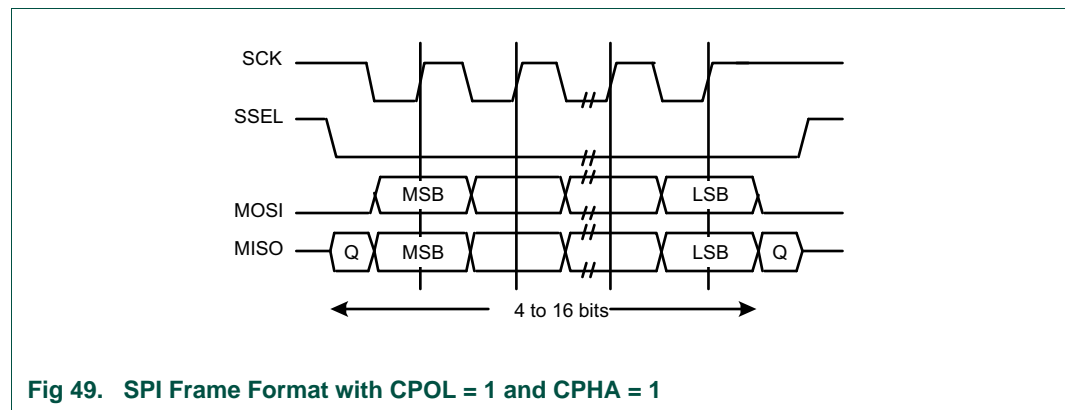 SCK
SSEL
MOSI
MSB
LSB
MISO
Q
MSB
LSB
Q
4 to 16 bits
Fig 49. SPI Frame Format with CPOL = 1 and CPHA = 1